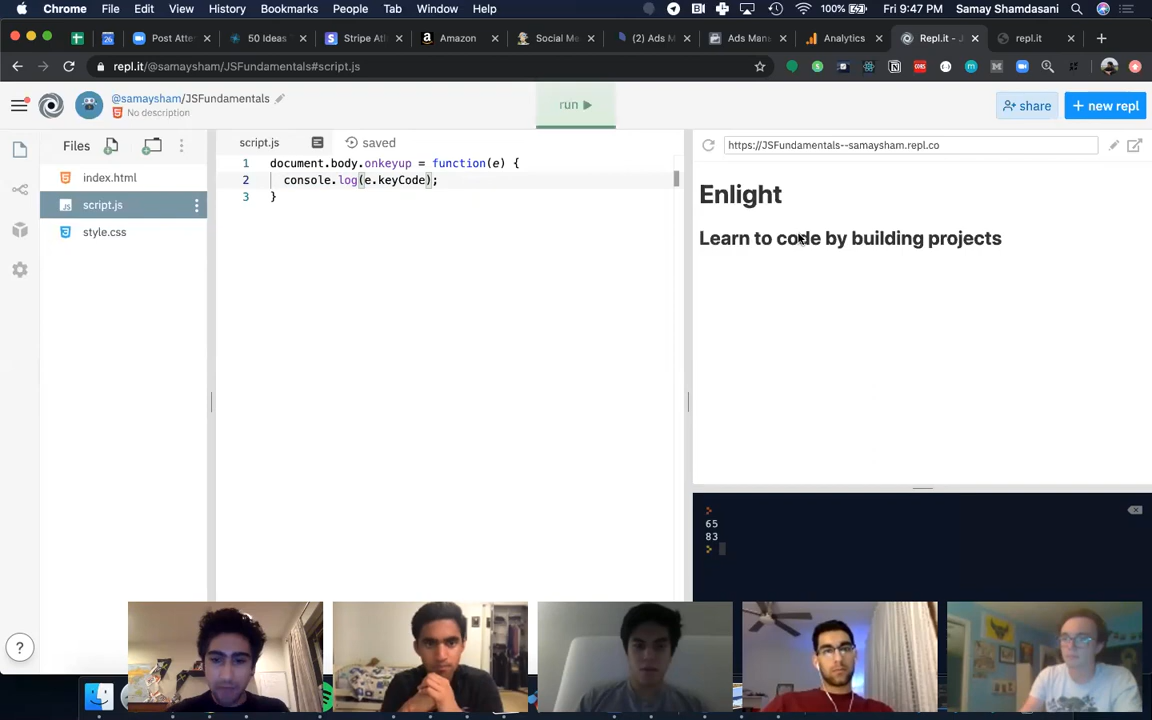 Chrome File Edit View History Bookmarks People Tab Window Help 100% Fri 9:47 PM Samay Shamdasani
Post Atte 50 Ideas Stripe Atl Amazon Social Me (2) Ads M Ads Mana Analytics Repl.it - J repl.it
repl.it/@samaysham/JSFundamentals#script.js
@samaysham/JSFundamentals
No description
run
share
new repl
Files
script.js
saved
https://JSFundamentals--samaysham.repl.co
index.html
script.js
style.css
1 document.body.onkeyup = function(e) {
2 console.log(e.keyCode);
3 }
Enlight
Learn to code by building projects
65
83